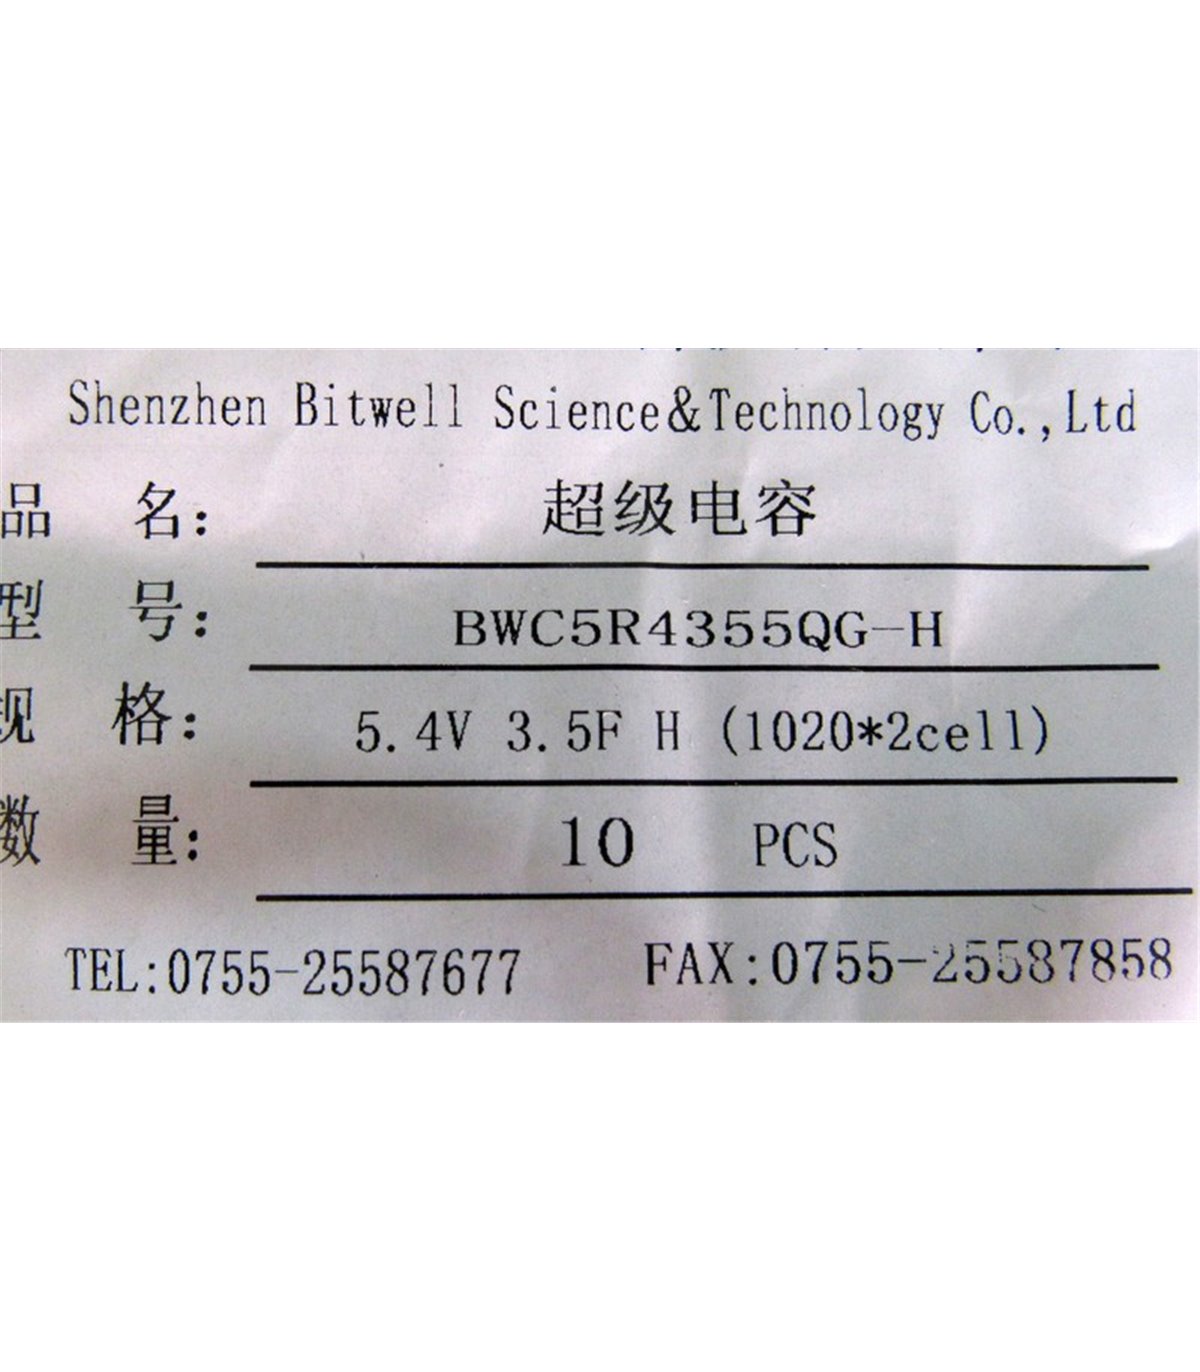 Shenzhen Bitwell Science&Technology Co.,Ltd
品 名: 超级电容
型 号: BWC5R4355QG-H
规 格: 5.4V 3.5F H (1020*2cell)
数 量: 10 PCS
TEL:0755-25587677 FAX:0755-25587858